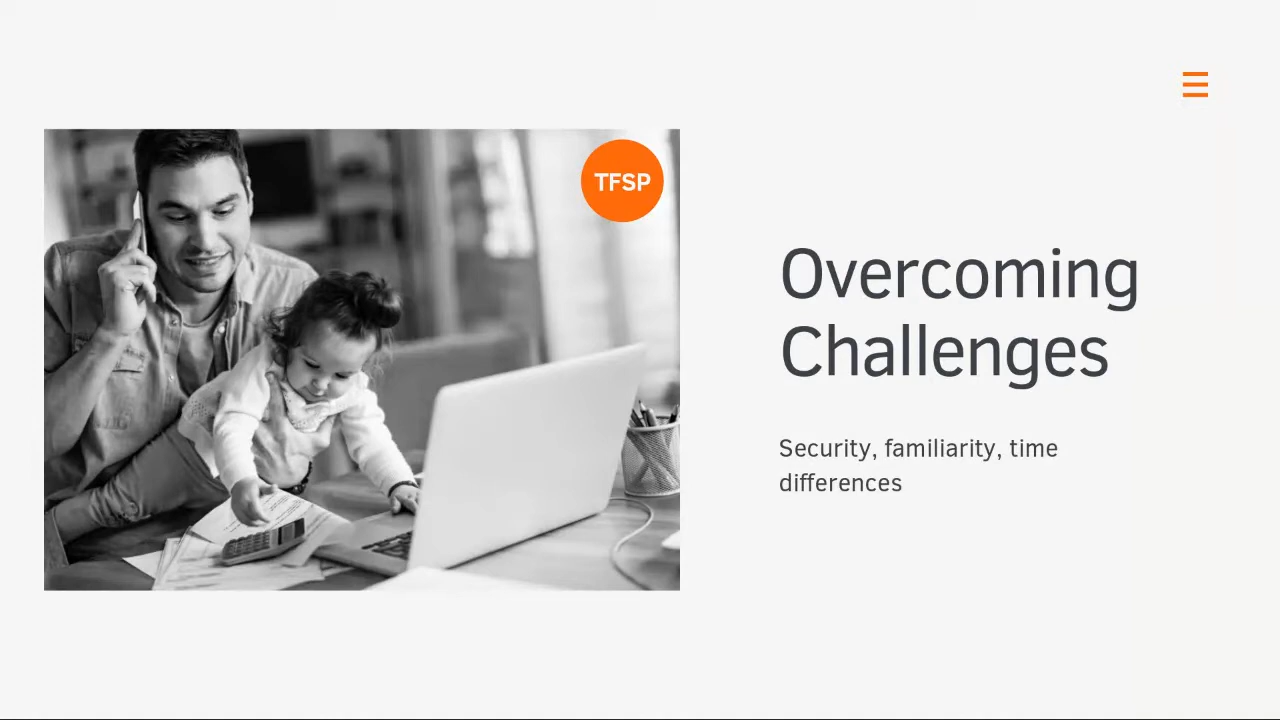 TFSP
Overcoming
Challenges
Security, familiarity, time
differences